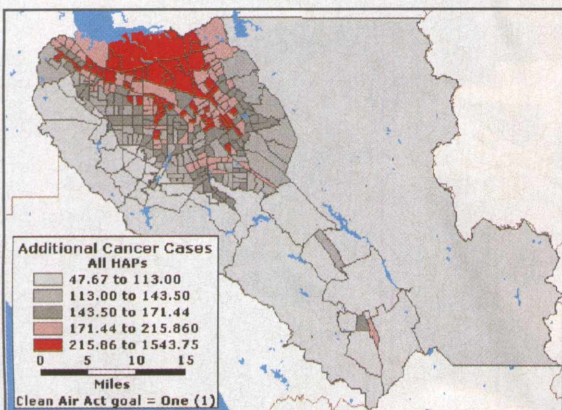 Additional Cancer Cases
All HAPs
47.67 to 113.00
113.00 to 143.50
143.50 to 171.44
171.44 to 215.860
215.86 to 1543.75
0 5 10 15
Miles
Clean Air Act goal = One (1)